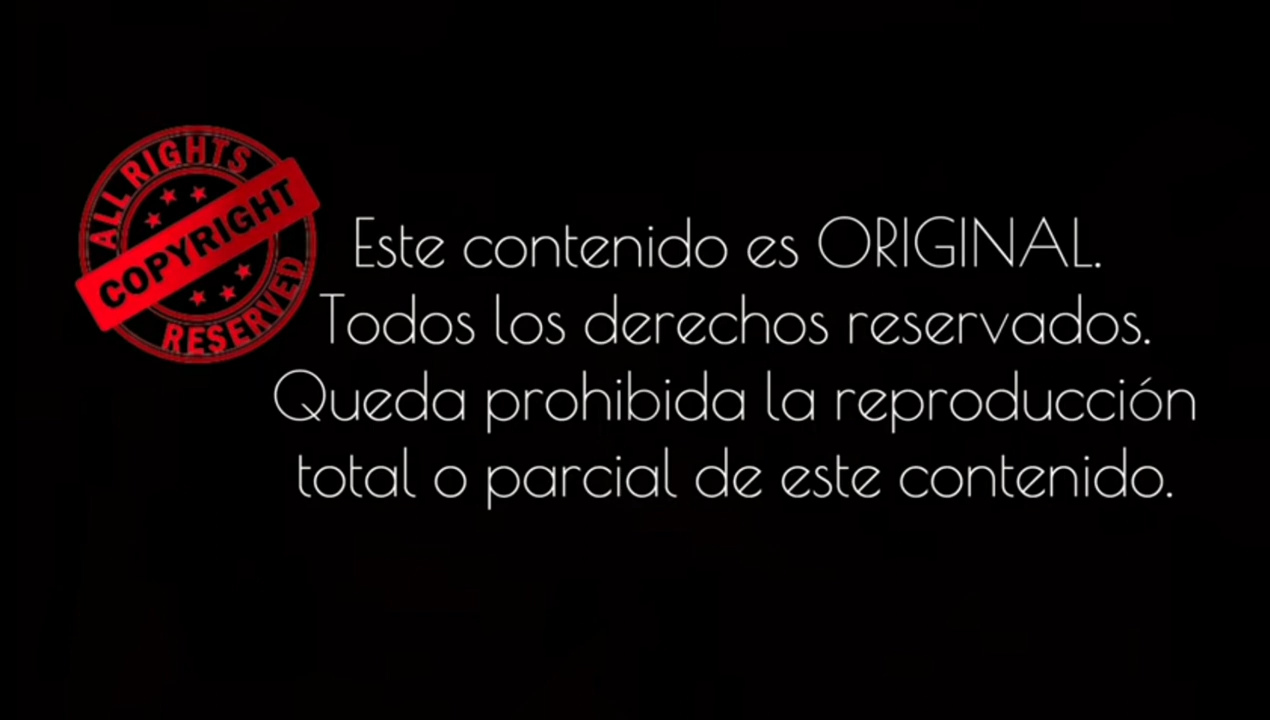 ALL RIGHTS
COPYRIGHT
RESERVED
Este contenido es ORIGINAL.
Todos los derechos reservados.
Queda prohibida la reproducción
total o parcial de este contenido.